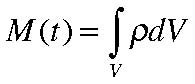 M(t) = ∫_V ρdV